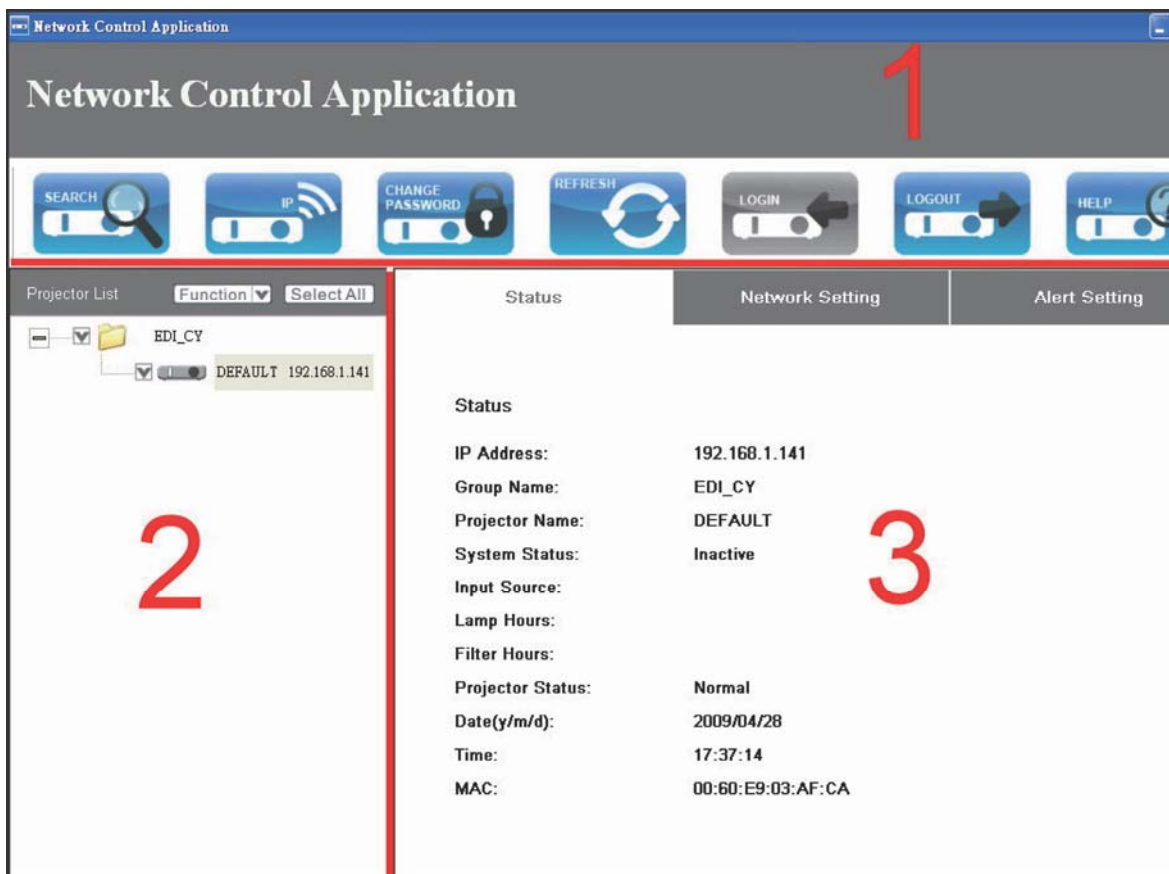 Network Control Application
Network Control Application
1
SEARCH
IP
CHANGE
PASSWORD
REFRESH
LOGIN
LOGOUT
HELP
Projector List Function Select All
EDI_CY
DEFAULT 192.168.1.141
2
Status Network Setting Alert Setting
Status
IP Address: 192.168.1.141
Group Name: EDI_CY
Projector Name: DEFAULT
System Status: Inactive
Input Source:
Lamp Hours:
Filter Hours:
Projector Status: Normal
Date(y/m/d): 2009/04/28
Time: 17:37:14
MAC: 00:60:E9:03:AF:CA
3